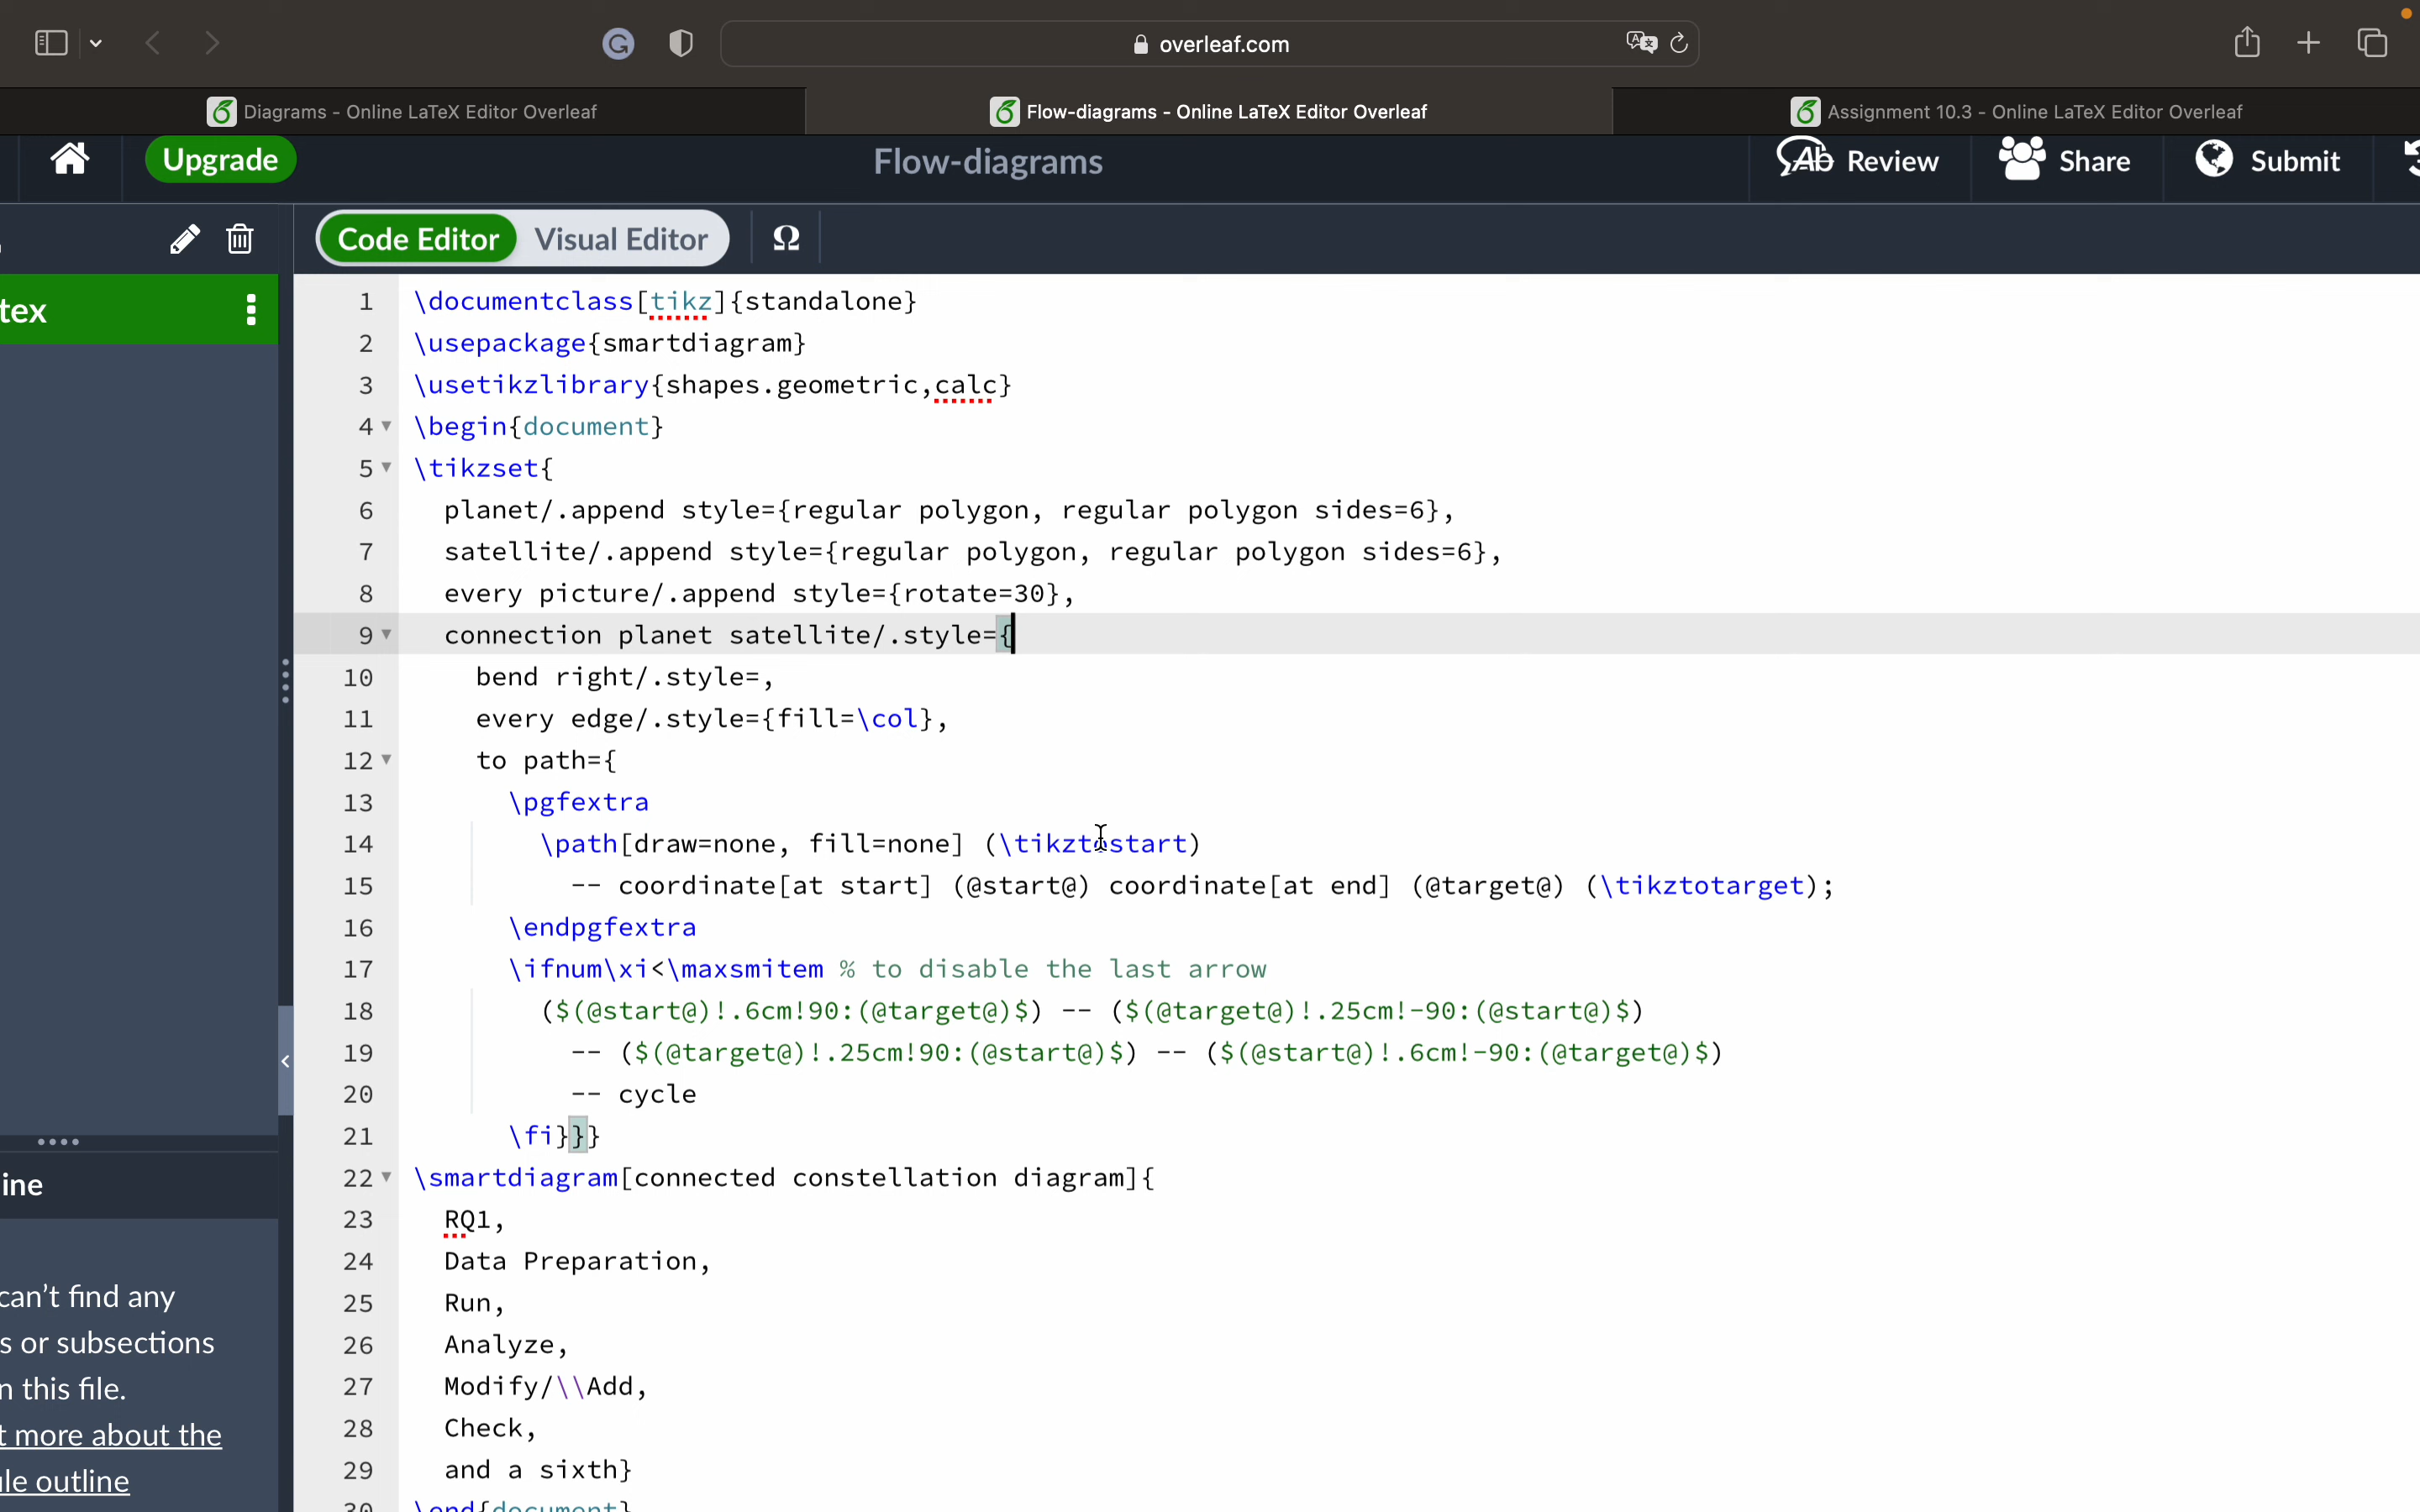 overleaf.com
Diagrams - Online LaTeX Editor Overleaf
Flow-diagrams - Online LaTeX Editor Overleaf
Assignment 10.3 - Online LaTeX Editor Overleaf
Upgrade
Flow-diagrams
Review
Share
Submit
Code Editor
Visual Editor
Ω
tex
1 \documentclass[tikz]{standalone}
2 \usepackage{smartdiagram}
3 \usetikzlibrary{shapes.geometric,calc}
4 \begin{document}
5 \tikzset{
6 planet/.append style={regular polygon, regular polygon sides=6},
7 satellite/.append style={regular polygon, regular polygon sides=6},
8 every picture/.append style={rotate=30},
9 connection planet satellite/.style={
10 bend right/.style=,
11 every edge/.style={fill=\col},
12 to path={
13 \pgfextra
14 \path[draw=none, fill=none] (\tikztostart)
15 -- coordinate[at start] (@start@) coordinate[at end] (@target@) (\tikztotarget);
16 \endpgfextra
17 \ifnum\xi<\maxsmitem % to disable the last arrow
18 ($(@start@)!.6cm!90:(@target@)$) -- ($(@target@)!.25cm!-90:(@start@)$)
19 -- ($(@target@)!.25cm!90:(@start@)$) -- ($(@start@)!.6cm!-90:(@target@)$)
20 -- cycle
21 \fi}}}
22 \smartdiagram[connected constellation diagram]{
23 RQ1,
24 Data Preparation,
25 Run,
26 Analyze,
27 Modify/\\Add,
28 Check,
29 and a sixth}
30 \end{document}
ine
can't find any
s or subsections
n this file.
t more about the
le outline